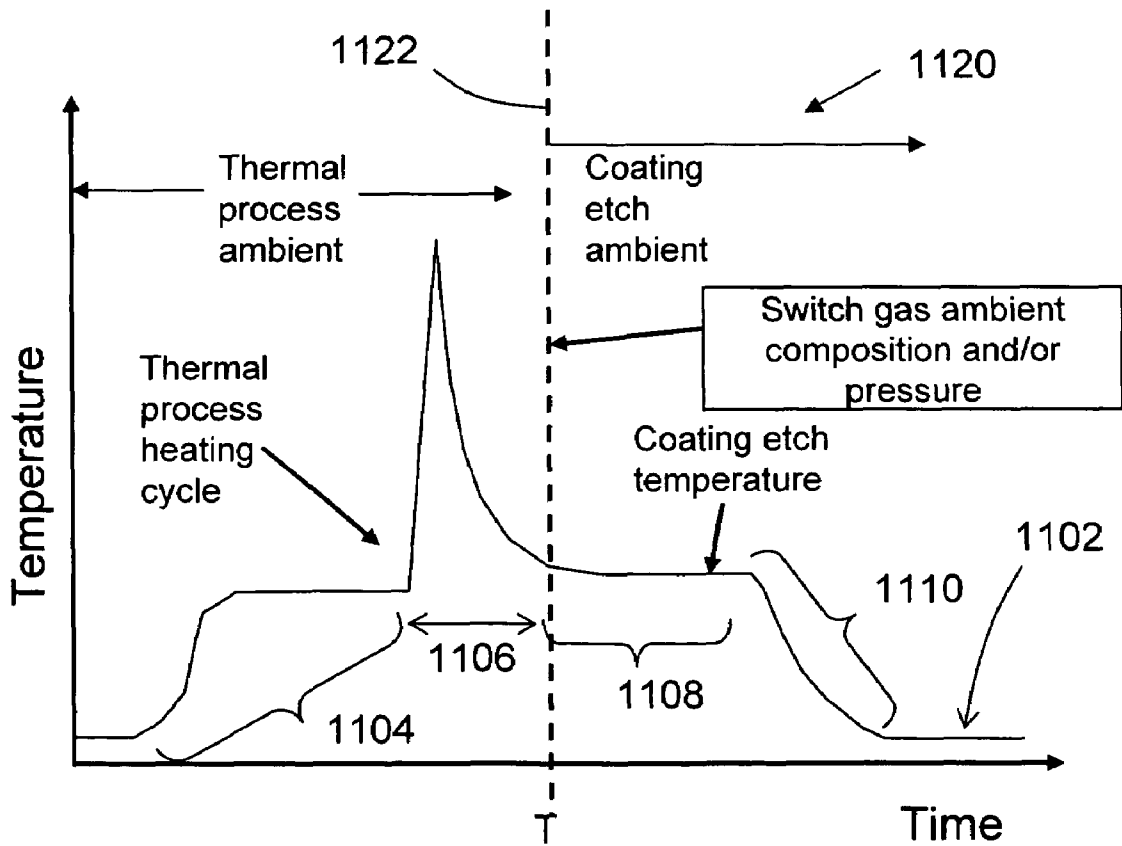 1122
1120
Thermal
process
ambient
Coating
etch
ambient
Switch gas ambient
composition and/or
pressure
Thermal
process
heating
cycle
Coating etch
temperature
Temperature
1102
1110
1106
1108
1104
T
Time